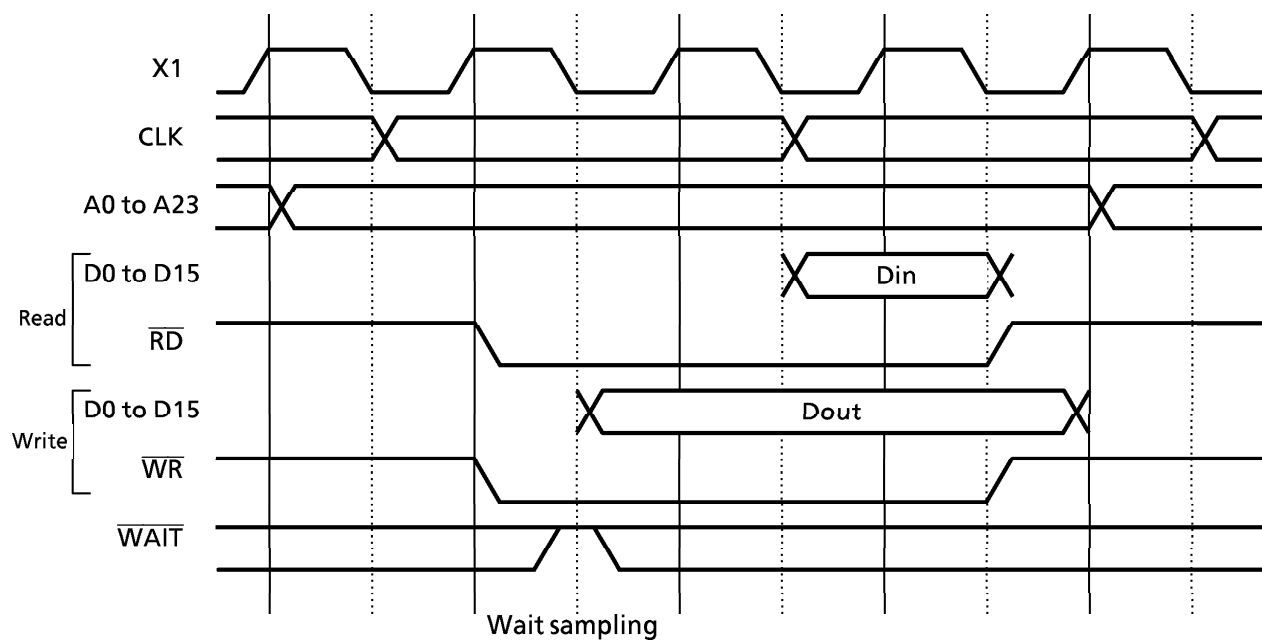 X1
CLK
A0 to A23
D0 to D15
Din
Read
RD
D0 to D15
Dout
Write
WR
WAIT
Wait sampling